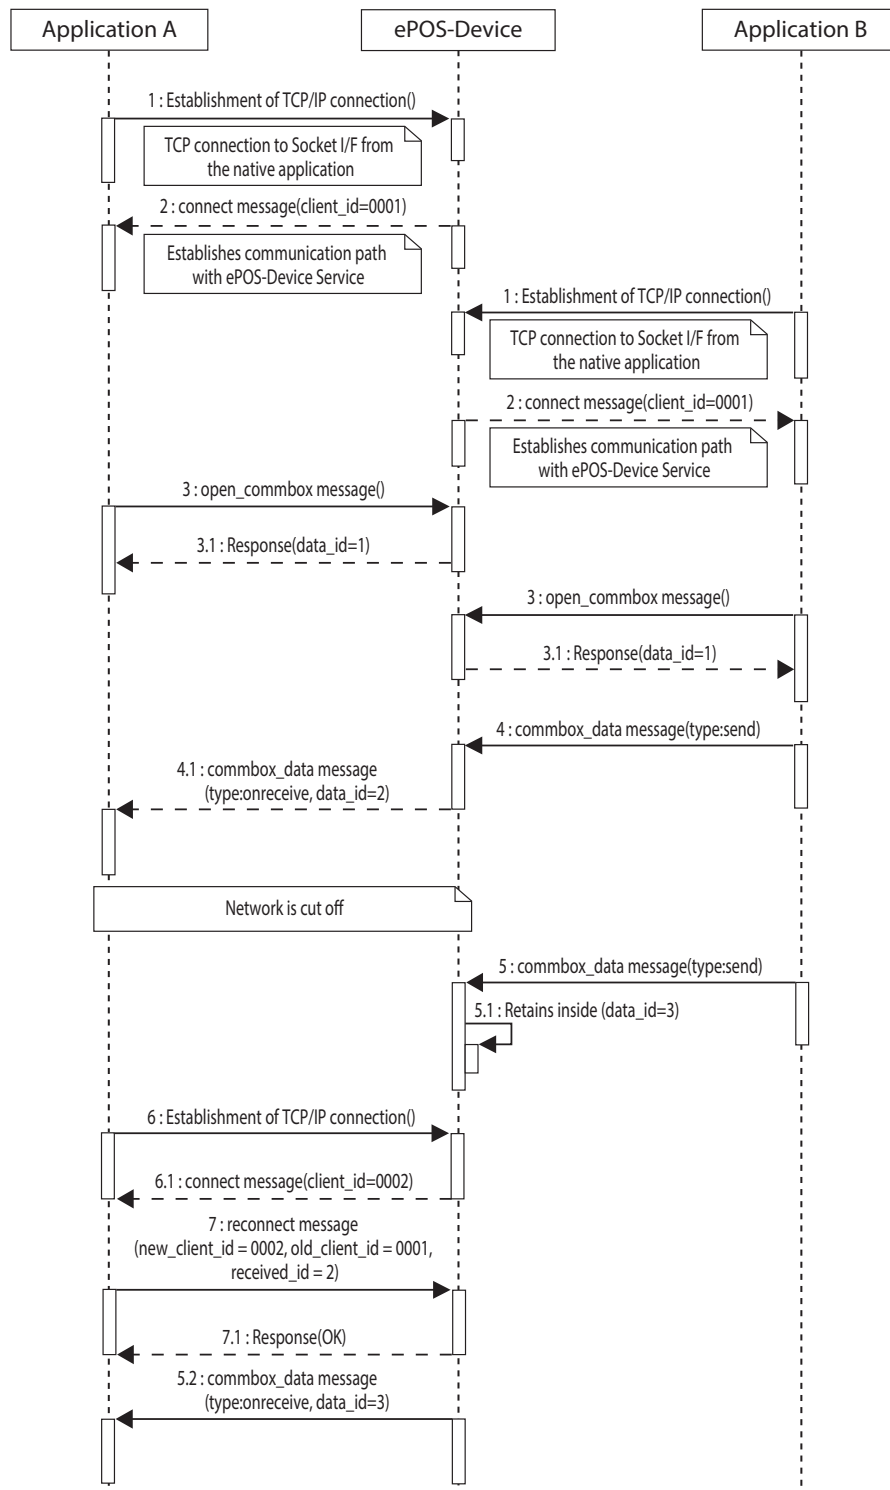 Application A
ePOS-Device
Application B
1 : Establishment of TCP/IP connection()
TCP connection to Socket I/F from
the native application
2 : connect message(client_id=0001)
Establishes communication path
with ePOS-Device Service
1 : Establishment of TCP/IP connection()
TCP connection to Socket I/F from
the native application
2 : connect message(client_id=0001)
Establishes communication path
with ePOS-Device Service
3 : open_commbox message()
3.1 : Response(data_id=1)
3 : open_commbox message()
3.1 : Response(data_id=1)
4 : commbox_data message(type:send)
4.1 : commbox_data message
(type:onreceive, data_id=2)
Network is cut off
5 : commbox_data message(type:send)
5.1 : Retains inside (data_id=3)
6 : Establishment of TCP/IP connection()
6.1 : connect message(client_id=0002)
7 : reconnect message
(new_client_id = 0002, old_client_id = 0001,
received_id = 2)
7.1 : Response(OK)
5.2 : commbox_data message
(type:onreceive, data_id=3)